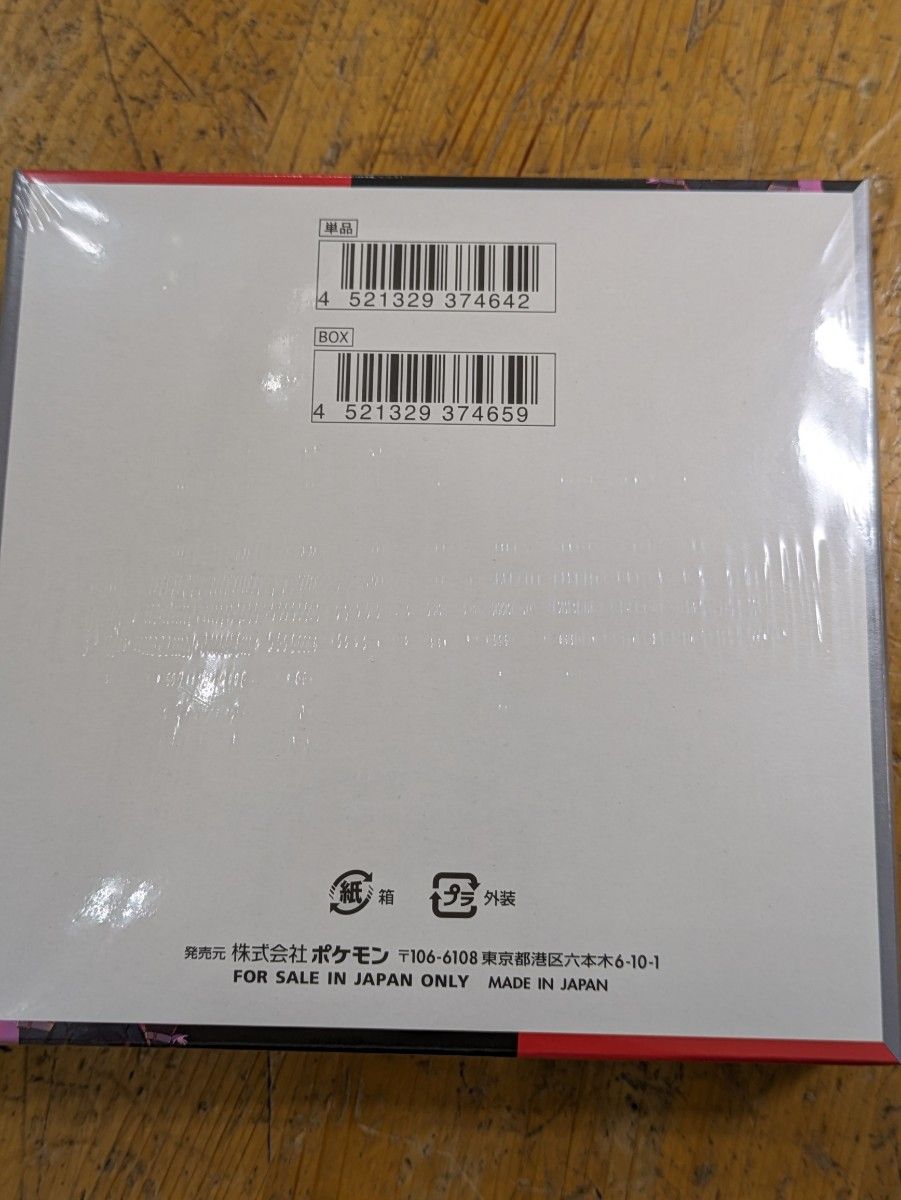 単品
4 521329 374642
BOX
4 521329 374659
紙 箱 プラ 外装
発売元 株式会社 ポケモン 〒106-6108 東京都港区六本木6-10-1
FOR SALE IN JAPAN ONLY MADE IN JAPAN